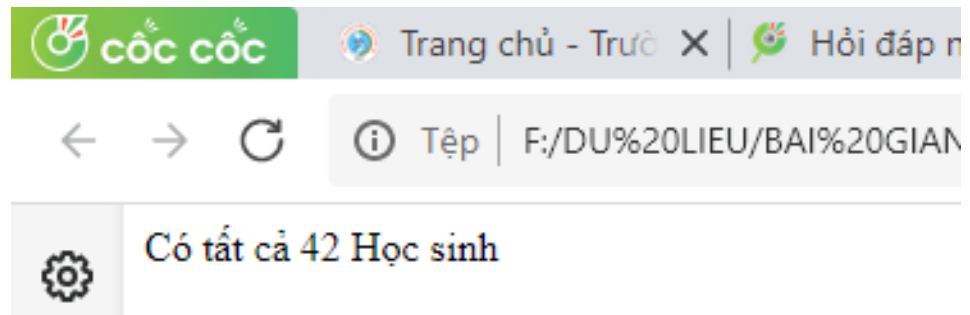 cốc cốc Trang chủ - Trườ Hỏi đáp
Tệp F:/DU%20LIEU/BAI%20GIAN
Có tất cả 42 Học sinh